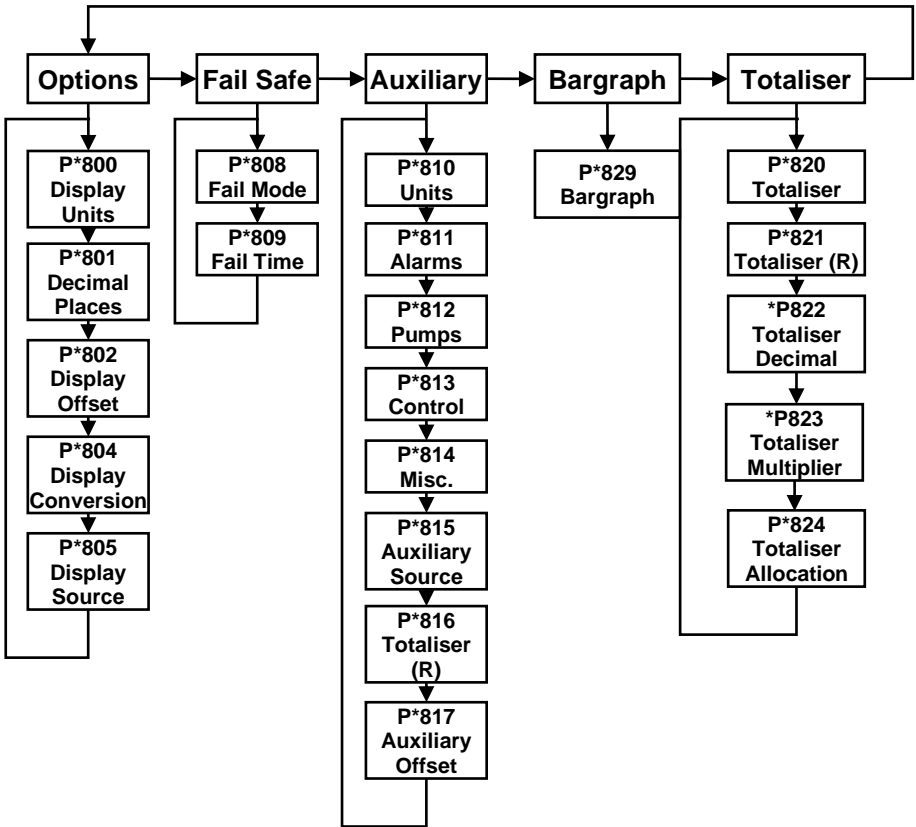 Options
Fail Safe
Auxiliary
Bargraph
Totaliser
P*800
Display
Units
P*801
Decimal
Places
P*802
Display
Offset
P*804
Display
Conversion
P*805
Display
Source
P*808
Fail Mode
P*809
Fail Time
P*810
Units
P*811
Alarms
P*812
Pumps
P*813
Control
P*814
Misc.
P*815
Auxiliary
Source
P*816
Totaliser
(R)
P*817
Auxiliary
Offset
P*829
Bargraph
P*820
Totaliser
P*821
Totaliser (R)
*P822
Totaliser
Decimal
*P823
Totaliser
Multiplier
P*824
Totaliser
Allocation